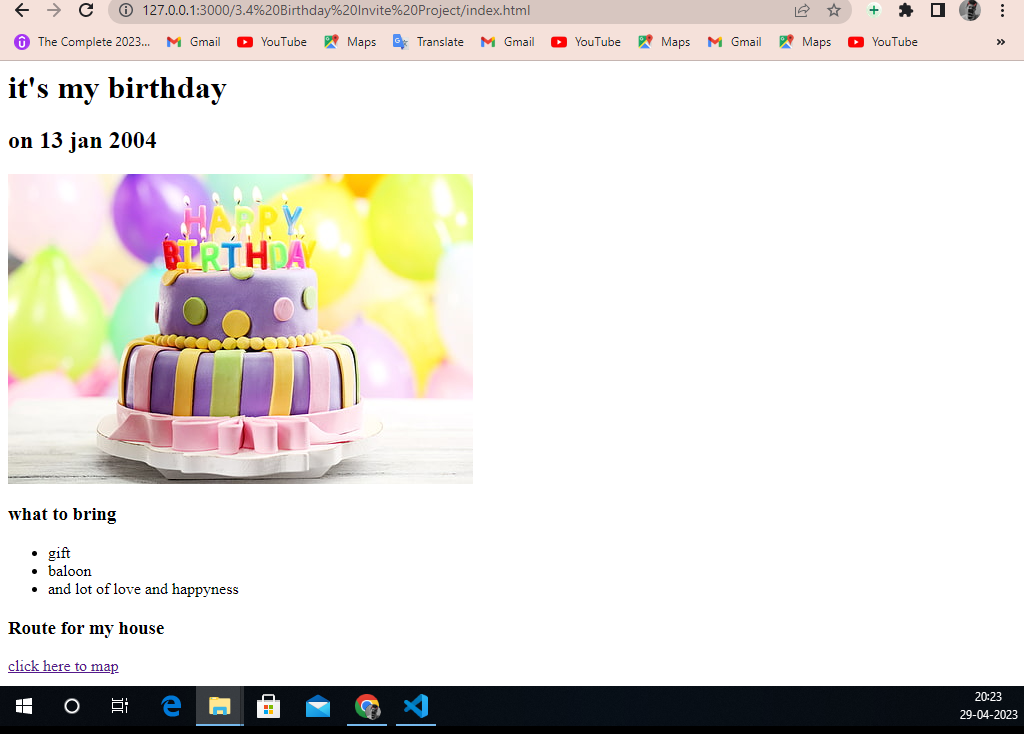 127.0.0.1:3000/3.4%20Birthday%20Invite%20Project/index.html
The Complete 2023... Gmail YouTube Maps Translate Gmail YouTube Maps Gmail Maps YouTube »
it's my birthday
on 13 jan 2004
HAPPY
BIRTHDAY
what to bring
gift
baloon
and lot of love and happyness
Route for my house
click here to map
20:23
29-04-2023